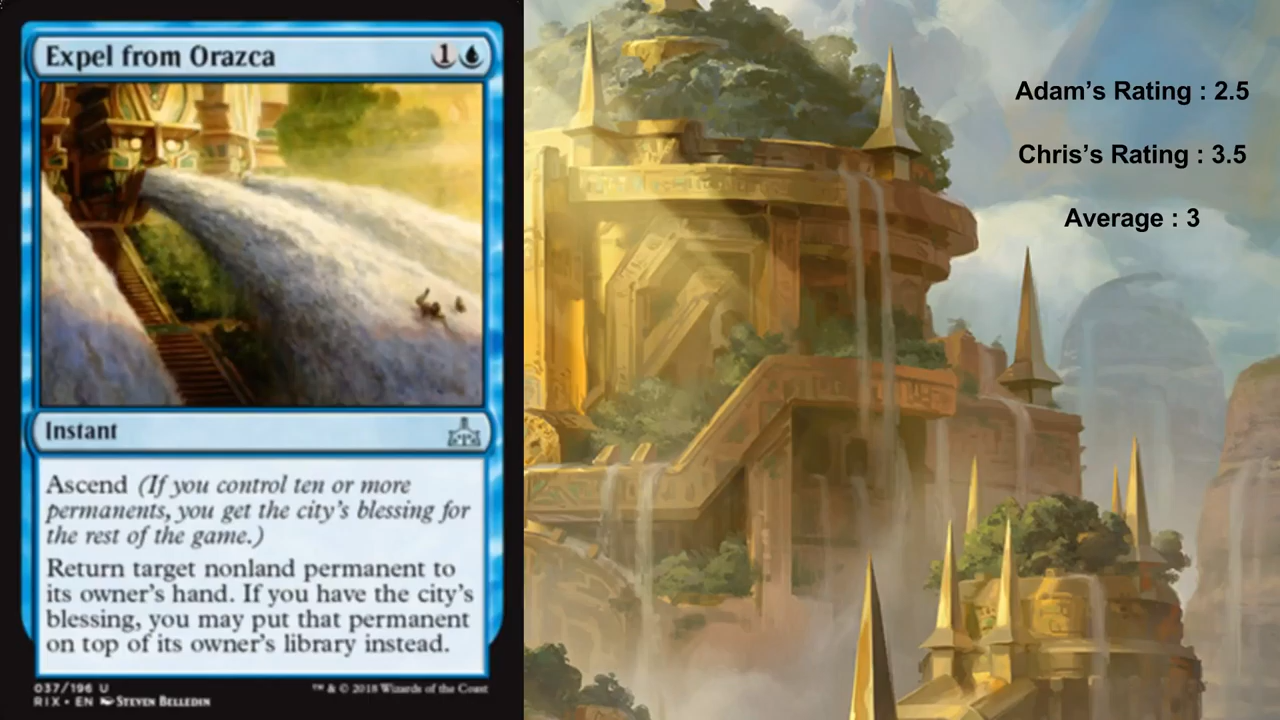 Expel from Orazca 1
Instant
Ascend (If you control ten or more
permanents, you get the city's blessing for
the rest of the game.)
Return target nonland permanent to
its owner's hand. If you have the city's
blessing, you may put that permanent
on top of its owner's library instead.
037/196 U
RIX • EN STEVEN BELLEDIN
™ & © 2018 Wizards of the Coast
Adam's Rating : 2.5
Chris's Rating : 3.5
Average : 3